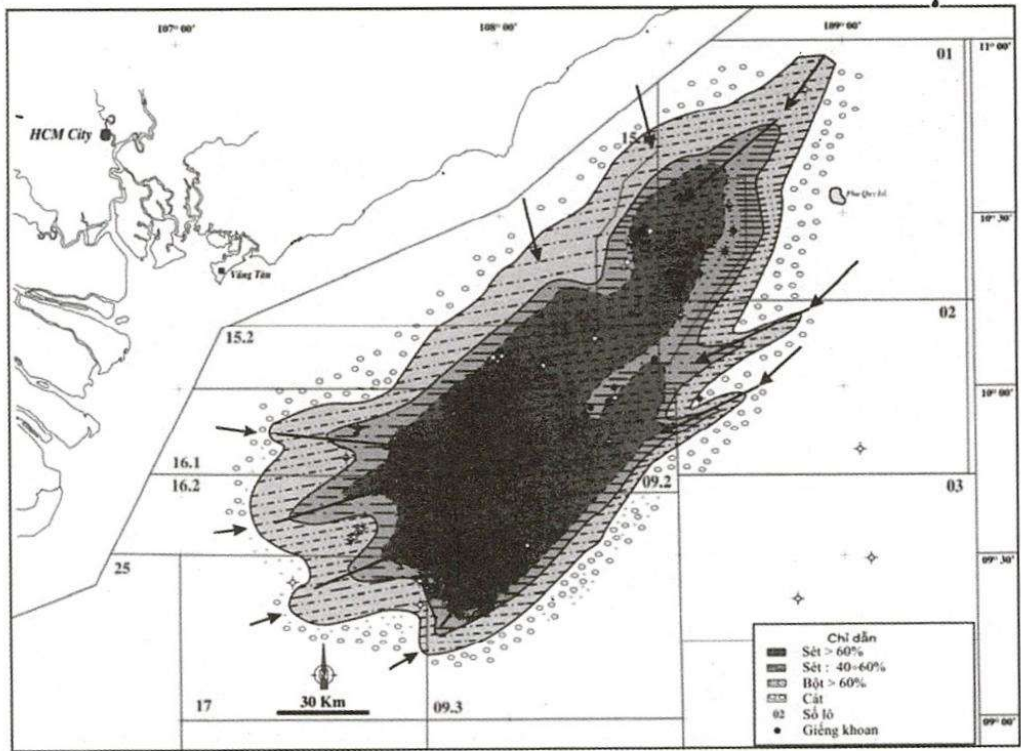 107° 00'
108° 00'
109° 00'
11° 00'
01
HCM City
15.
Phu Quy Isl.
10° 30'
Vũng Tàu
02
15.2
10° 00'
16.1
16.2
09.2
03
25
09° 30'
Chỉ dẫn
Sét > 60%
Sét : 40÷60%
Bột > 60%
Cát
02 Số lô
Giếng khoan
30 Km
17
09.3
09° 00'